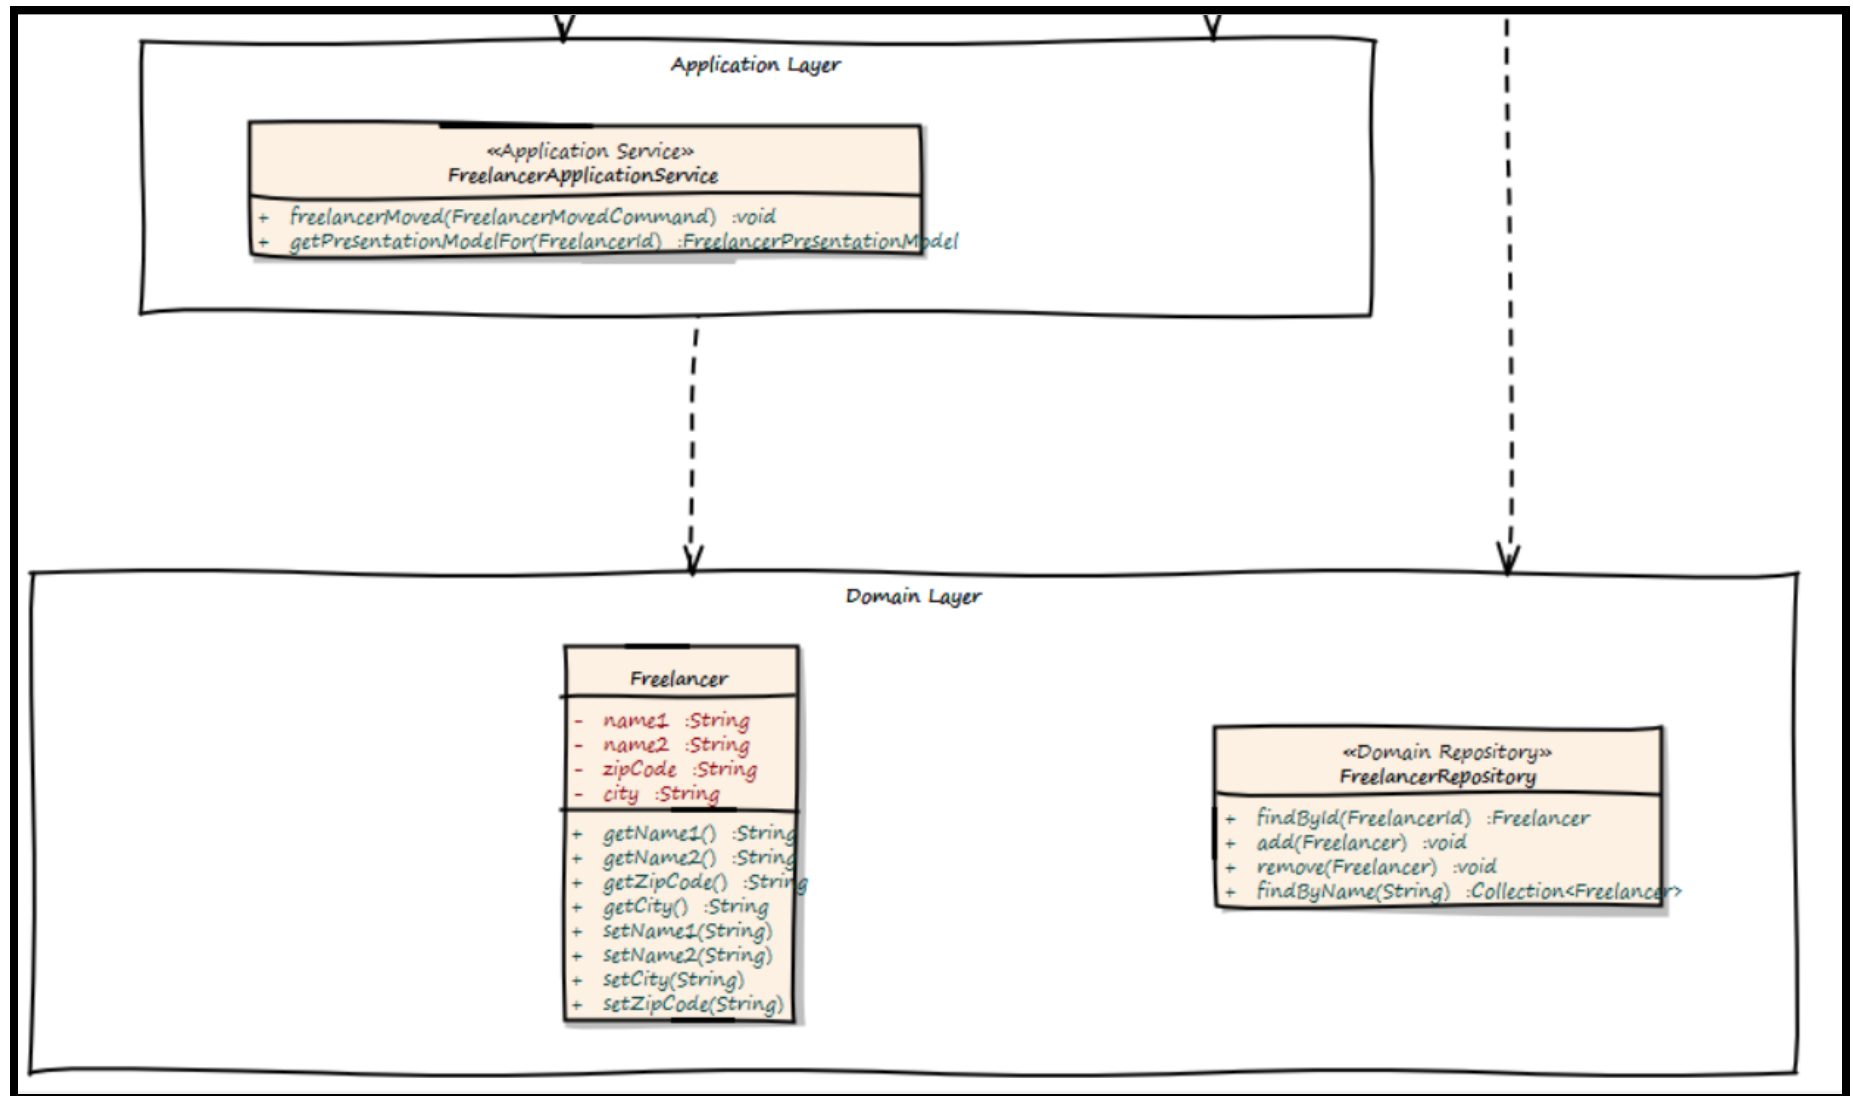 Application Layer
«Application Service»
FreelancerApplicationService
+ freelancerMoved(FreelancerMovedCommand) :void
+ getPresentationModelFor(FreelancerId) :FreelancerPresentationModel
Domain Layer
Freelancer
- name1 :String
- name2 :String
- zipCode :String
- city :String
+ getName1() :String
+ getName2() :String
+ getZipCode() :String
+ getCity() :String
+ setName1(String)
+ setName2(String)
+ setCity(String)
+ setZipCode(String)
«Domain Repository»
FreelancerRepository
+ findById(FreelancerId) :Freelancer
+ add(Freelancer) :void
+ remove(Freelancer) :void
+ findByName(String) :Collection<Freelancer>